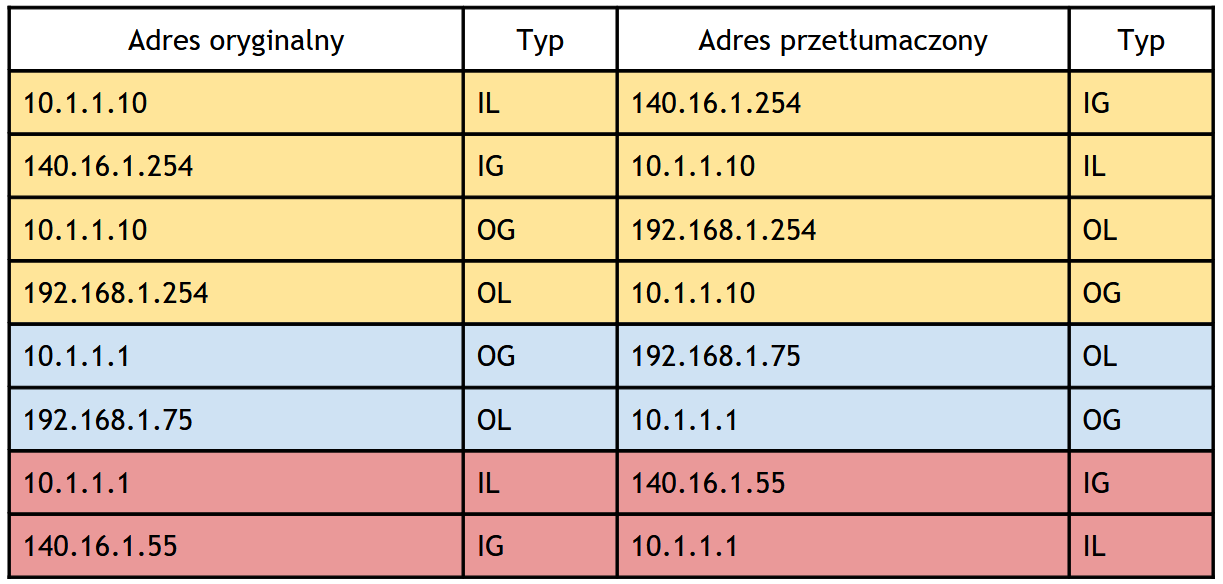 Adres oryginalny Typ Adres przetłumaczony Typ
10.1.1.10 IL 140.16.1.254 IG
140.16.1.254 IG 10.1.1.10 IL
10.1.1.10 OG 192.168.1.254 OL
192.168.1.254 OL 10.1.1.10 OG
10.1.1.1 OG 192.168.1.75 OL
192.168.1.75 OL 10.1.1.1 OG
10.1.1.1 IL 140.16.1.55 IG
140.16.1.55 IG 10.1.1.1 IL